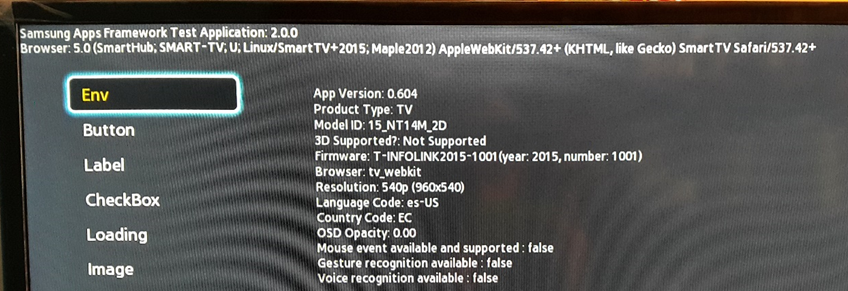 Samsung Apps Framework Test Application: 2.0.0
Browser: 5.0 (SmartHub; SMART-TV; U; Linux/SmartTV+2015; Maple2012) AppleWebKit/537.42+ (KHTML, like Gecko) SmartTV Safari/537.42+
Env
Button
Label
CheckBox
Loading
Image
App Version: 0.604
Product Type: TV
Model ID: 15_NT14M_2D
3D Supported?: Not Supported
Firmware: T-INFOLINK2015-1001(year: 2015, number: 1001)
Browser: tv_webkit
Resolution: 540p (960x540)
Language Code: es-US
Country Code: EC
OSD Opacity: 0.00
Mouse event available and supported : false
Gesture recognition available : false
Voice recognition available : false